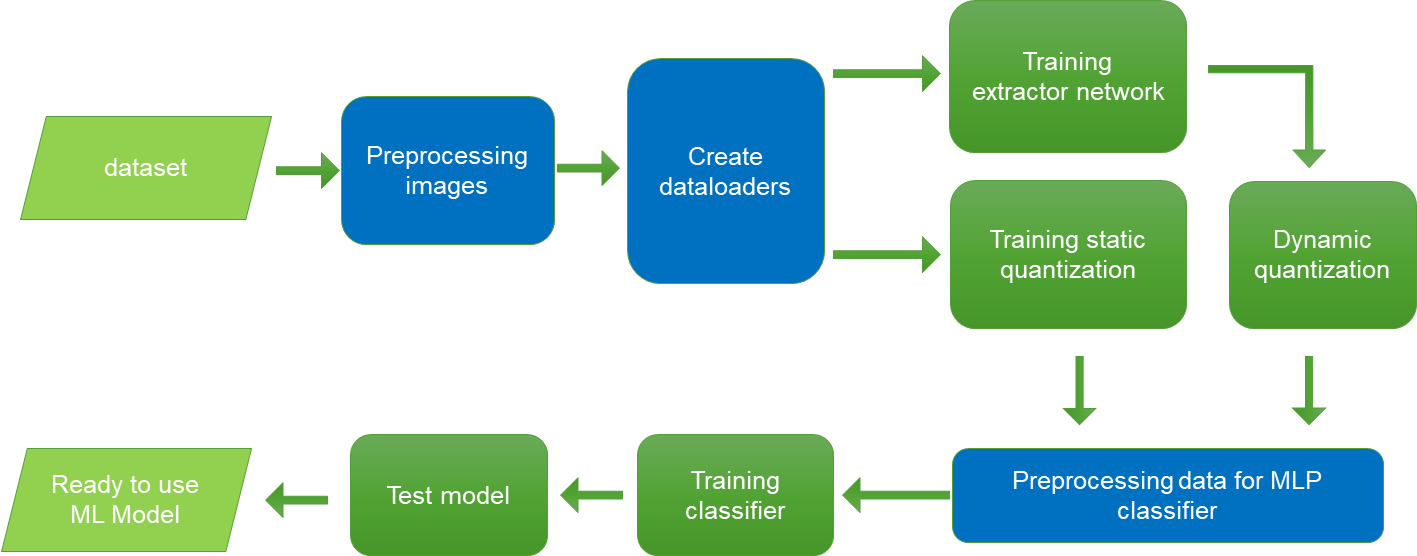 dataset
Preprocessing
images
Create
dataloaders
Training
extractor network
Training static
quantization
Dynamic
quantization
Preprocessing data for MLP
classifier
Training
classifier
Test model
Ready to use
ML Model